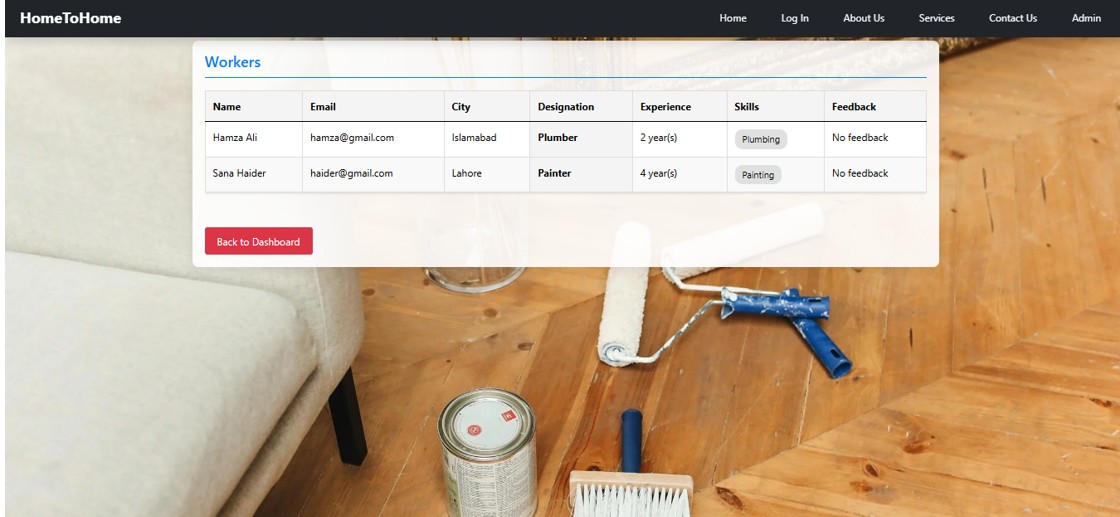 HomeToHome Home Log In About Us Services Contact Us Admin
Workers
Name Email City Designation Experience Skills Feedback
Hamza Ali hamza@gmail.com Islamabad Plumber 2 year(s) Plumbing No feedback
Sana Haider haider@gmail.com Lahore Painter 4 year(s) Painting No feedback
Back to Dashboard